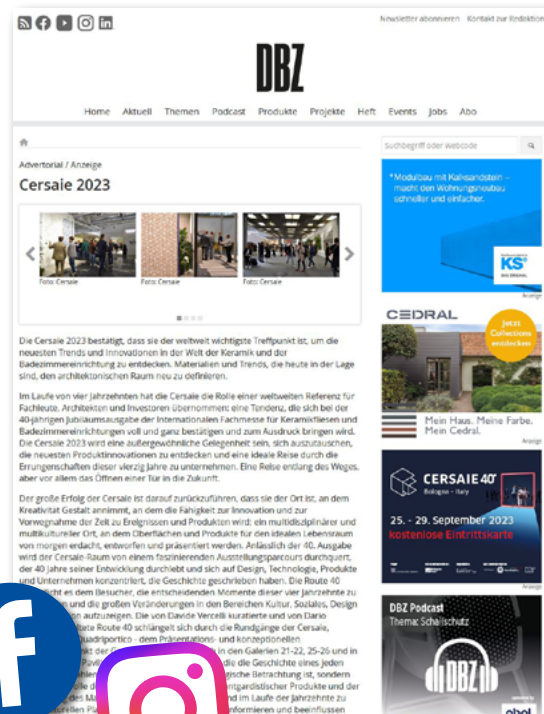 Newsletter abonnieren Kontakt zur Redaktion
DBZ
Home Aktuell Themen Podcast Produkte Projekte Heft Events Jobs Abo
Suchbegriff oder Webcode
Advertorial / Anzeige
Cersaie 2023
Foto: Cersaie Foto: Cersaie Foto: Cersaie
Die Cersaie 2023 bestätigt, dass sie der weltweit wichtigste Treffpunkt ist, um die
neuesten Trends und Innovationen in der Welt der Keramik und der
Badezimmereinrichtung zu entdecken. Materialien und Trends, die heute in der Lage
sind, den architektonischen Raum neu zu definieren.
Im Laufe von vier Jahrzehnten hat die Cersaie die Rolle einer weltweiten Referenz für
Fachleute, Architekten und Investoren übernommen: eine Tendenz, die sich bei der
40-jährigen Jubiläumsausgabe der Internationalen Fachmesse für Keramikfliesen und
Badezimmereinrichtungen voll und ganz bestätigen und zum Ausdruck bringen wird.
Die Cersaie 2023 wird eine außergewöhnliche Gelegenheit sein, sich auszutauschen,
die neuesten Produktinnovationen zu entdecken und eine ideale Reise durch die
Errungenschaften dieser vierzig Jahre zu unternehmen. Eine Reise entlang des Weges,
aber vor allem das Öffnen einer Tür in die Zukunft.
Der große Erfolg der Cersaie ist darauf zurückzuführen, dass sie der Ort ist, an dem
Kreativität Gestalt annimmt, an dem die Fähigkeit zur Innovation und zur
Vorwegnahme der Zeit zu Ereignissen und Produkten wird: ein multidisziplinärer und
multikultureller Ort, an dem Oberflächen und Produkte für den idealen Lebensraum
von morgen erdacht, entworfen und präsentiert werden. Anlässlich der 40. Ausgabe
wird der Cersaie-Raum von einem faszinierenden Ausstellungsparcours durchquert,
der 40 Jahre seiner Entwicklung durchlebt und sich auf Design, Technologie, Produkte
und Unternehmen konzentriert, die Geschichte geschrieben haben. Die Route 40
es dem Besucher, die entscheidenden Momente dieser vier Jahrzehnte zu
und die großen Veränderungen in den Bereichen Kultur, Soziales, Design
aufzuzeigen. Die von Davide Vercelli kuratierte und von Dario
Route 40 schlängelt sich durch die Rundgänge der Cersaie,
- dem Präsentations- und konzeptionellen
in den Galerien 21-22, 25-26 und in
die die Geschichte eines jeden
Betrachtung ist, sondern
Produkte und der
im Laufe der Jahrzehnte zu
informieren und beeinflussen
*Modulbau mit Kalksandstein –
macht den Wohnungsneubau
schneller und einfacher.
KS*
Anzeige
CEDRAL
Jetzt
Collections
entdecken
Mein Haus. Meine Farbe.
Mein Cedral.
Anzeige
CERSAIE 40°
Bologna - Italy
25. - 29. September 2023
kostenlose Eintrittskarte
Anzeige
DBZ Podcast
Thema: Schallschutz
DBZ
f